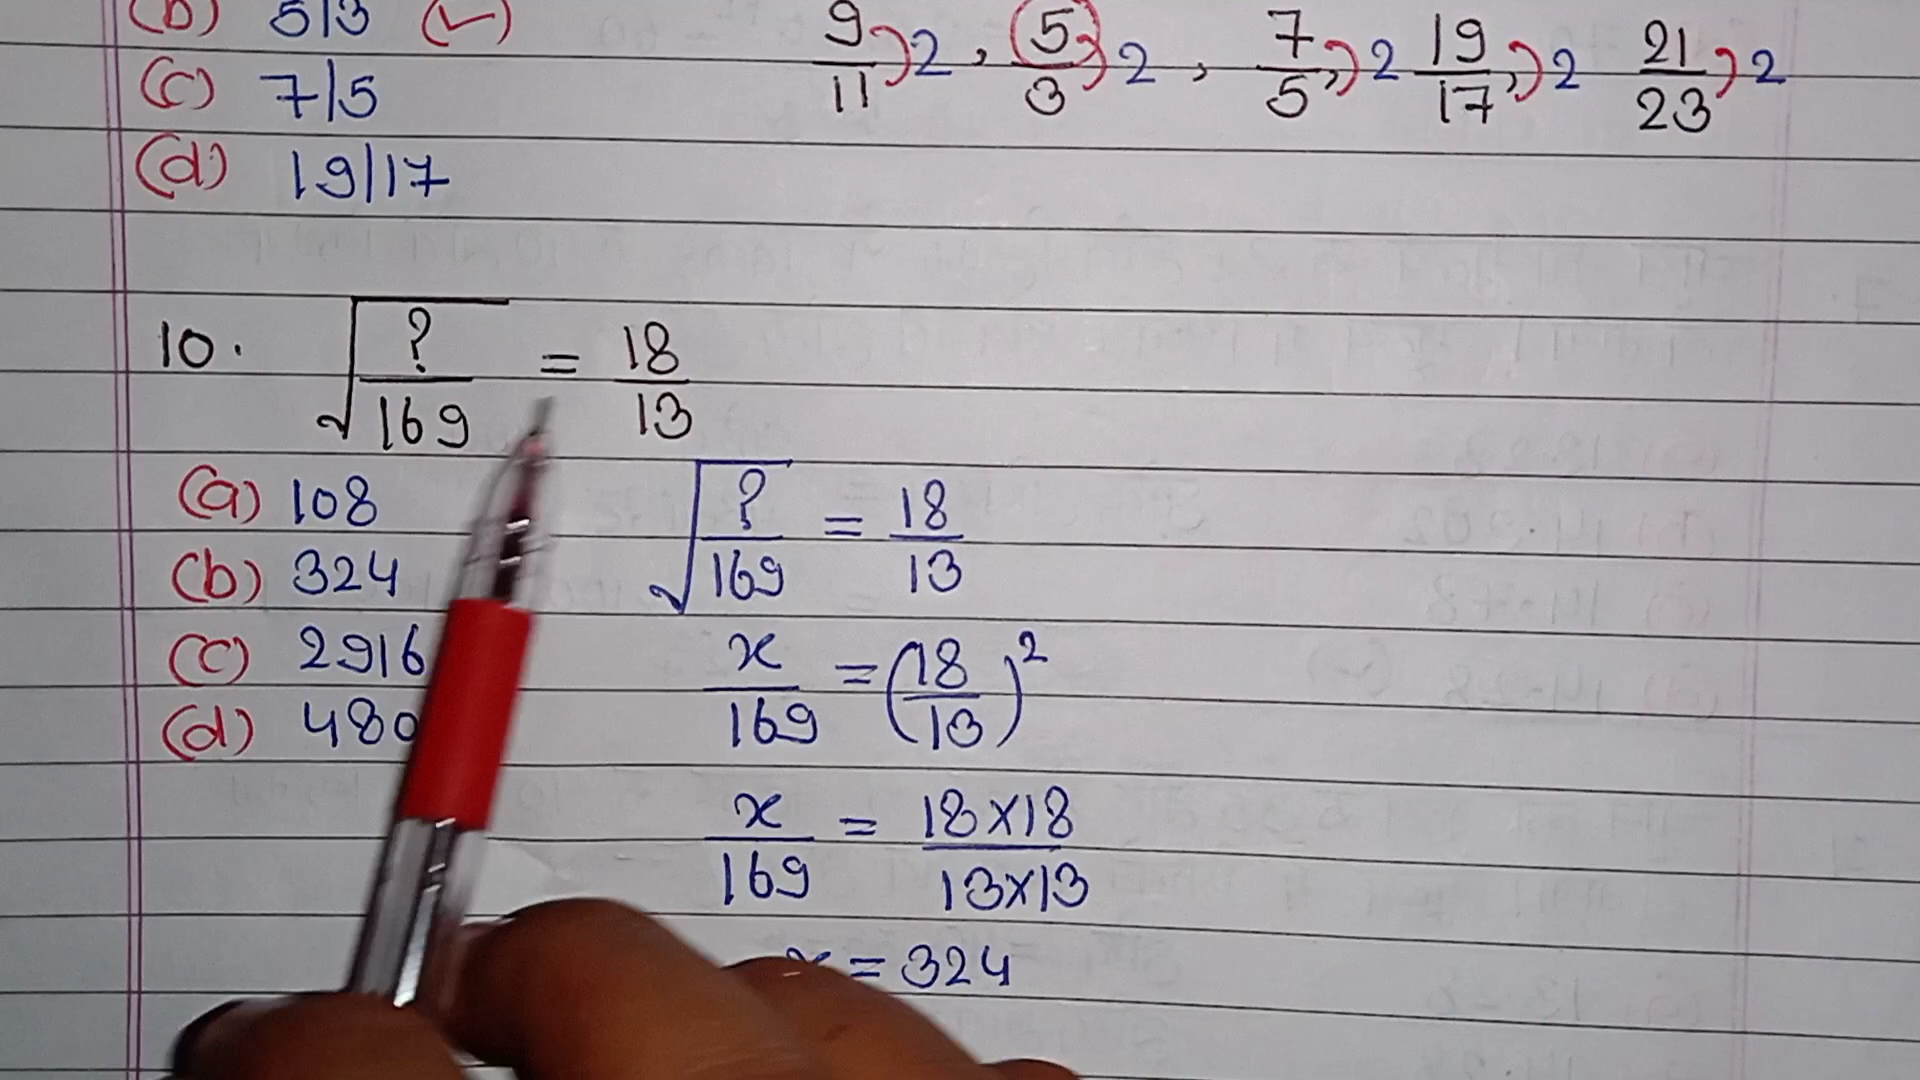 (b) 5/3 (✓)
(c) 7/5
(d) 19/17
9/11 )2 , 5/3 )2 , 7/5, )2 19/17, )2 21/23 )2
10. √(?/169) = 18/13
(a) 108
(b) 324
(c) 2916
(d) 480
√(?/169) = 18/13
x/169 = (18/13)²
x/169 = 18×18/13×13
x = 324